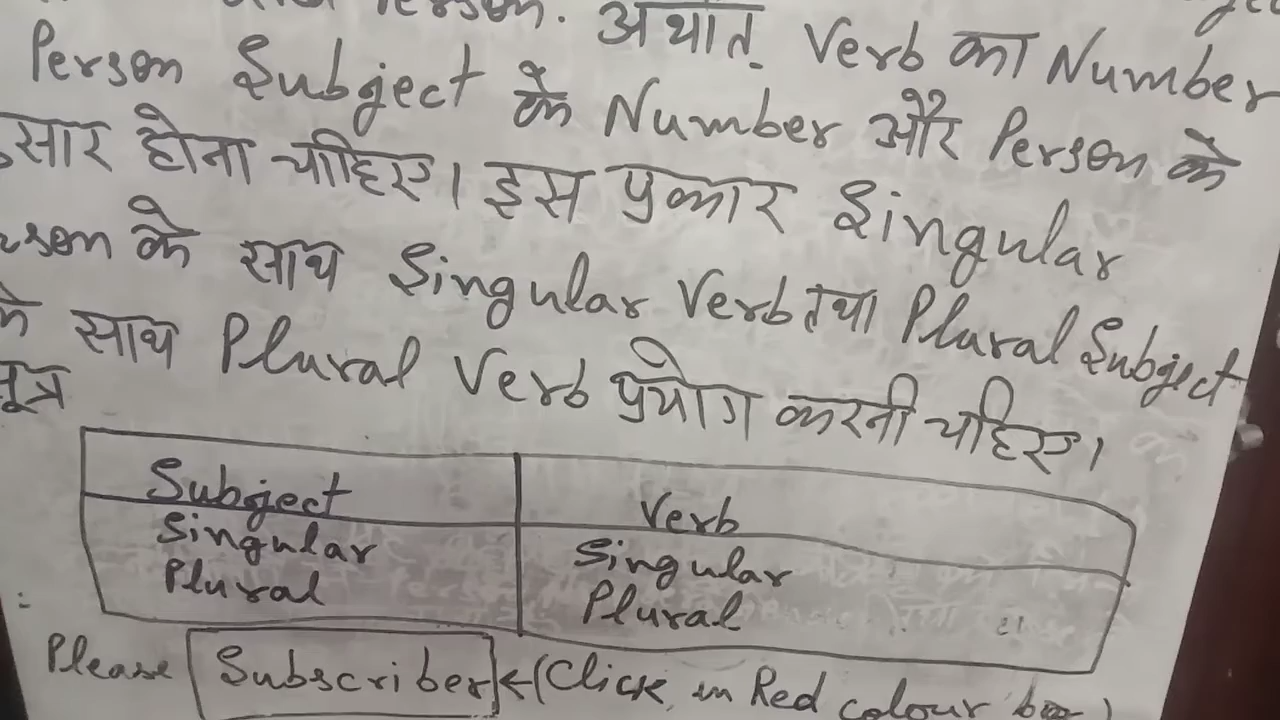 Person. अर्थात् Verb का Number
Person Subject के Number और Person के
सार होना चाहिए। इस प्रकार Singular
के साथ Singular Verb तथा Plural Subject
के साथ Plural Verb प्रयोग करनी चहिए।
सूत्र
Subject Verb
Singular Singular
Plural Plural
Please Subscriber ←(Click in Red colour box)